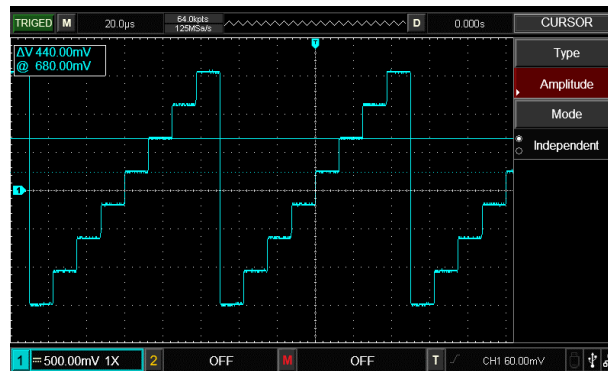 TRIGED M 20.0μs 64.0kpts 125MSa/s D 0.000s CURSOR
ΔV 440.00mV
@ 680.00mV
T
Type
Amplitude
Mode
Independent
1
1 500.00mV 1X 2 OFF M OFF T CH1 60.00mV